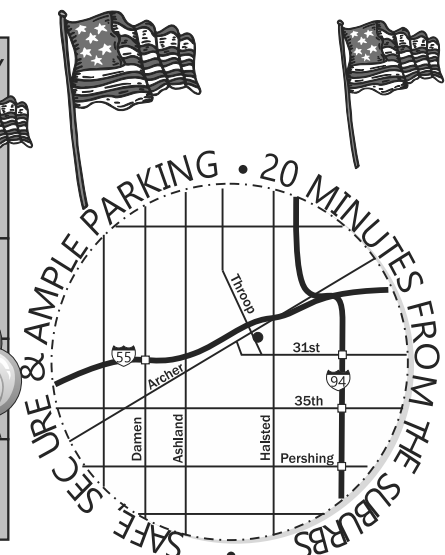 SAFE SECURE & AMPLE PARKING • 20 MINUTES FROM THE SUBURBS •
Throop
55
Archer
31st
94
35th
Damen
Ashland
Halsted
Pershing